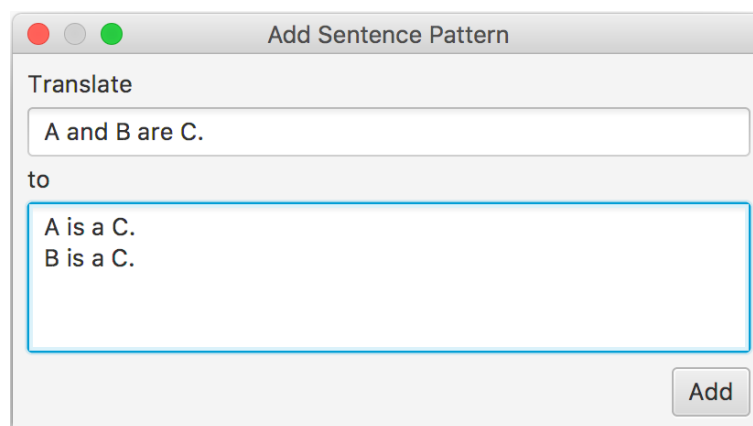 Add Sentence Pattern
Translate
A and B are C.
to
A is a C.
B is a C.
Add